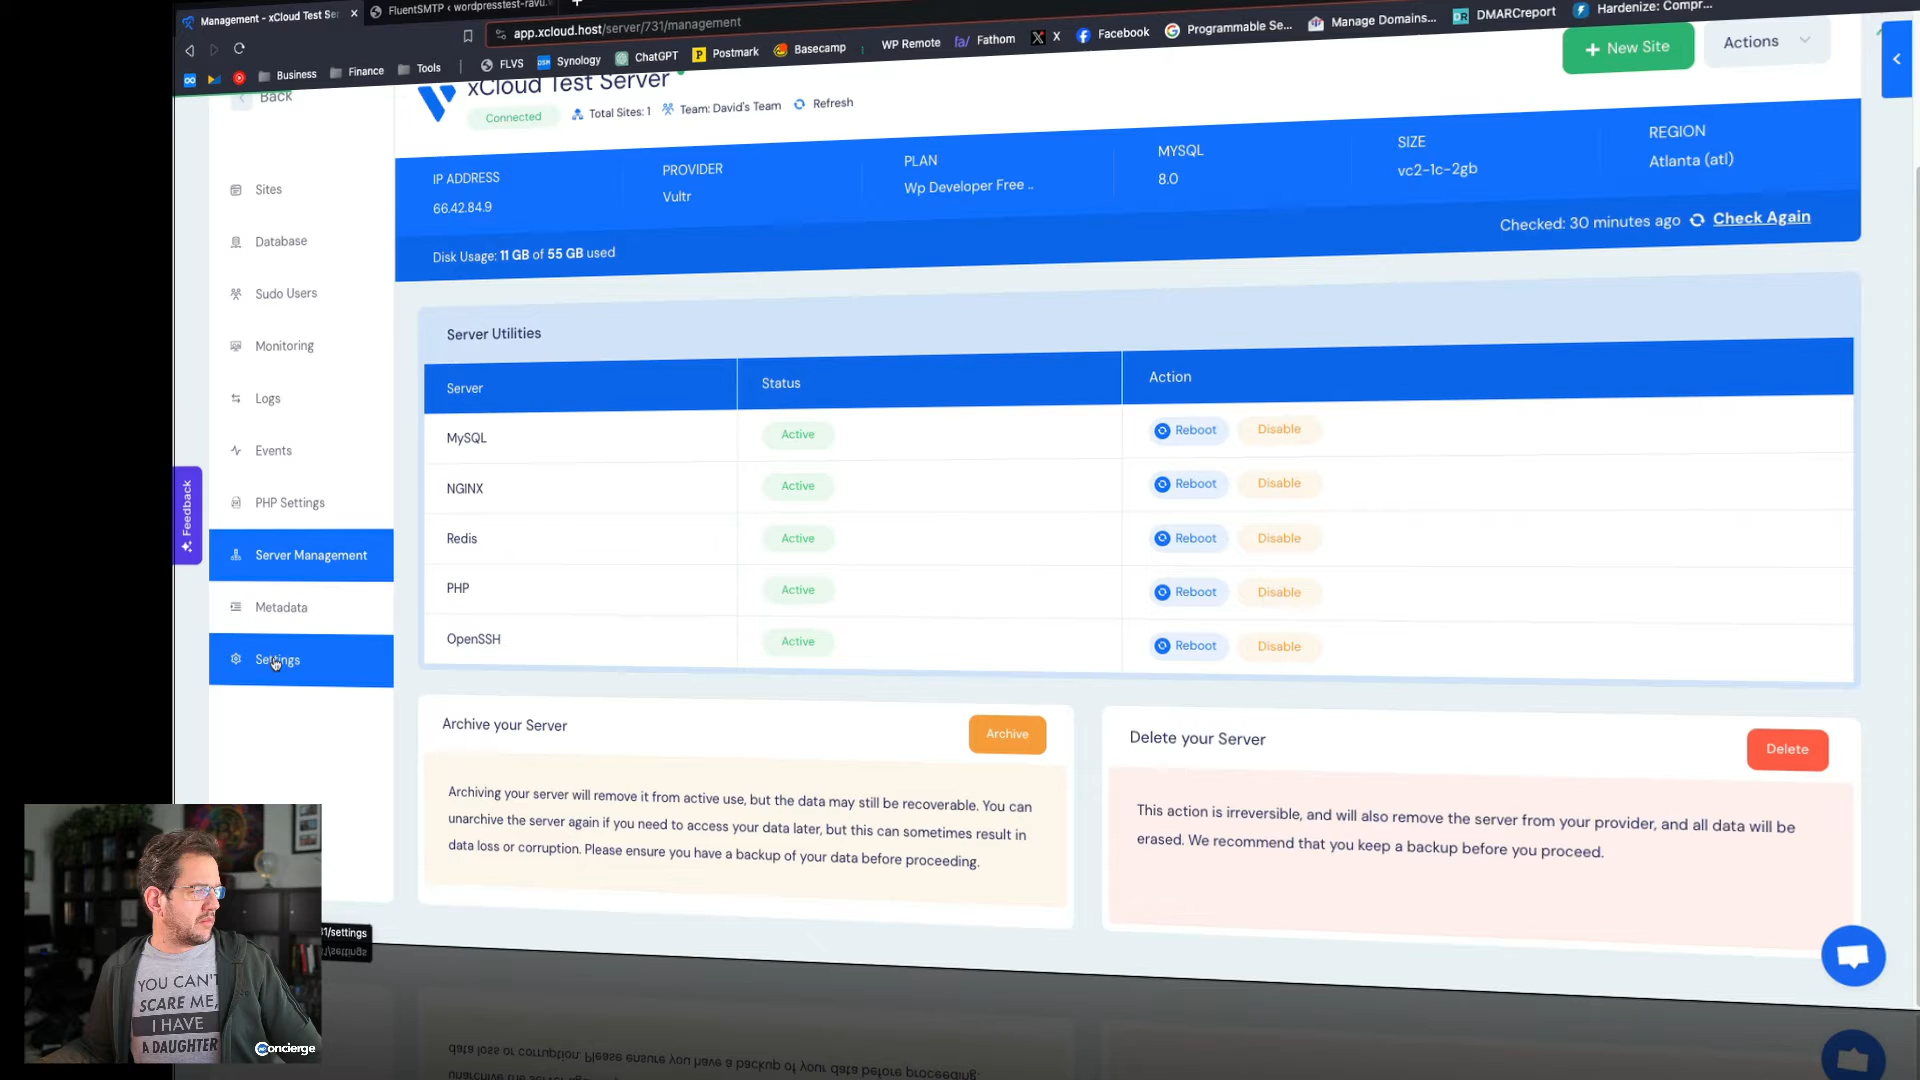 Management - xCloud Test Ser
FluentSMTP ‹ wordpresstest-ravu.
app.xcloud.host/server/731/management
Business
Finance
Tools
FLVS
Synology
ChatGPT
Postmark
Basecamp
WP Remote
Fathom
X
Facebook
Programmable Se...
Manage Domains...
DMARCreport
Hardenize: Compr...
Back
xCloud Test Server
Connected
Total Sites: 1
Team: David's Team
Refresh
New Site
Actions
IP ADDRESS
66.42.84.9
PROVIDER
Vultr
PLAN
Wp Developer Free ..
MYSQL
8.0
SIZE
vc2-1c-2gb
REGION
Atlanta (atl)
Disk Usage: 11 GB of 55 GB used
Checked: 30 minutes ago
Check Again
Sites
Database
Sudo Users
Monitoring
Logs
Events
PHP Settings
Server Management
Metadata
Settings
Feedback
Server Utilities
Server Status Action
MySQL Active Reboot Disable
NGINX Active Reboot Disable
Redis Active Reboot Disable
PHP Active Reboot Disable
OpenSSH Active Reboot Disable
Archive your Server
Archive
Archiving your server will remove it from active use, but the data may still be recoverable. You can
unarchive the server again if you need to access your data later, but this can sometimes result in
data loss or corruption. Please ensure you have a backup of your data before proceeding.
Delete your Server
Delete
This action is irreversible, and will also remove the server from your provider, and all data will be
erased. We recommend that you keep a backup before you proceed.
1/settings
YOU CAN'T
SCARE ME,
I HAVE
A DAUGHTER
Concierge